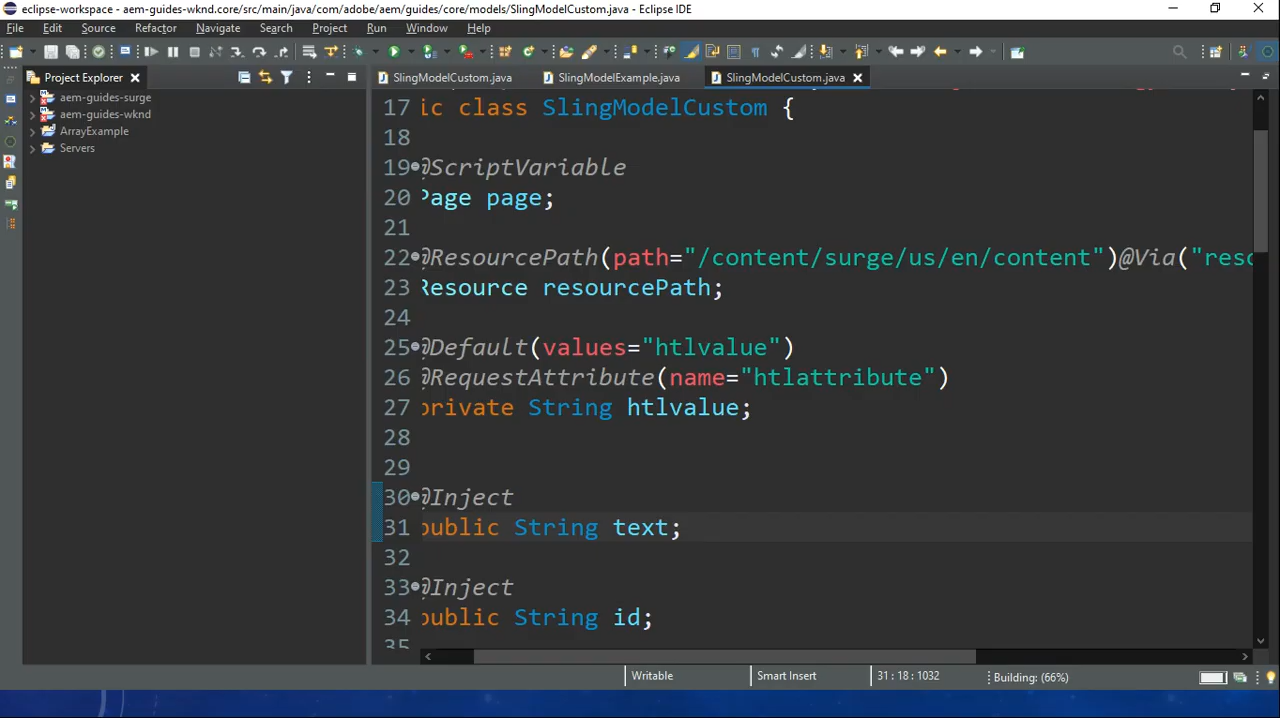 eclipse-workspace - aem-guides-wknd.core/src/main/java/com/adobe/aem/guides/core/models/SlingModelCustom.java - Eclipse IDE
File Edit Source Refactor Navigate Search Project Run Window Help
Project Explorer
SlingModelCustom.java SlingModelExample.java SlingModelCustom.java
aem-guides-surge
aem-guides-wknd
ArrayExample
Servers
17 ic class SlingModelCustom {
18
19 @ScriptVariable
20 Page page;
21
22 @ResourcePath(path="/content/surge/us/en/content")@Via("reso
23 Resource resourcePath;
24
25 @Default(values="htlvalue")
26 @RequestAttribute(name="htlattribute")
27 private String htlvalue;
28
29
30 @Inject
31 public String text;
32
33 @Inject
34 public String id;
35
Writable Smart Insert 31 : 18 : 1032 Building: (66%)